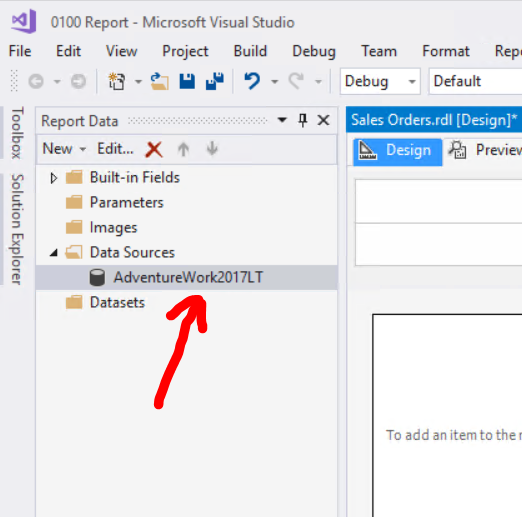 0100 Report - Microsoft Visual Studio
File Edit View Project Build Debug Team Format Repo
Debug Default
Toolbox
Solution Explorer
Report Data
Sales Orders.rdl [Design]*
New Edit...
Design Preview
Built-in Fields
Parameters
Images
Data Sources
AdventureWork2017LT
Datasets
To add an item to the r